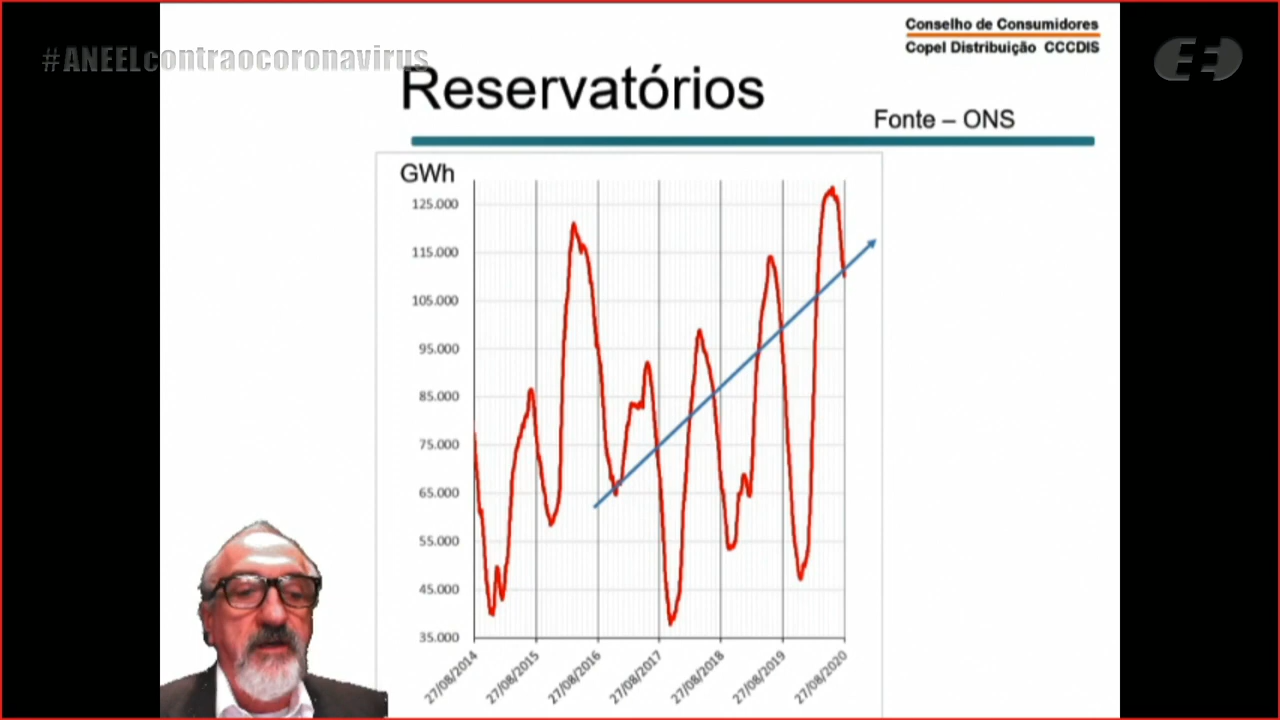 Conselho de Consumidores
Copel Distribuição CCCDIS
#ANEELcontraocoronavirus
Reservatórios
Fonte – ONS
GWh
125.000
115.000
105.000
95.000
85.000
75.000
65.000
55.000
45.000
35.000
27/08/2014
27/08/2015
27/08/2016
27/08/2017
27/08/2018
27/08/2019
27/08/2020